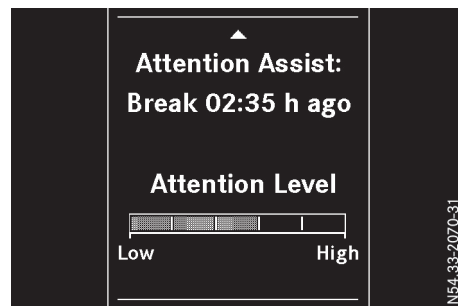 Attention Assist:
Break 02:35 h ago
Attention Level
Low High
N54.33-2070-31